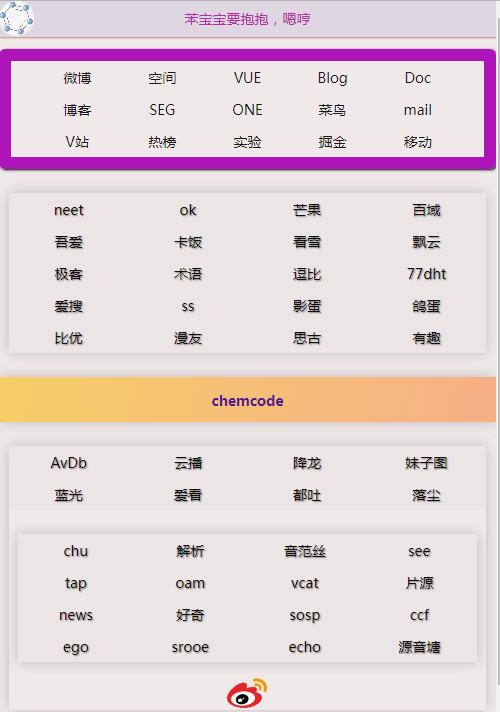 苯宝宝要抱抱，嗯哼
微博 空间 VUE Blog Doc
博客 SEG ONE 菜鸟 mail
V站 热榜 实验 掘金 移动
neet ok 芒果 百域
吾爱 卡饭 看雪 飘云
极客 术语 逗比 77dht
爱搜 ss 影蛋 鸽蛋
比优 漫友 思古 有趣
chemcode
AvDb 云播 降龙 妹子图
蓝光 爱看 都吐 落尘
chu 解析 音范丝 see
tap oam vcat 片源
news 好奇 sosp ccf
ego srooe echo 源音塘